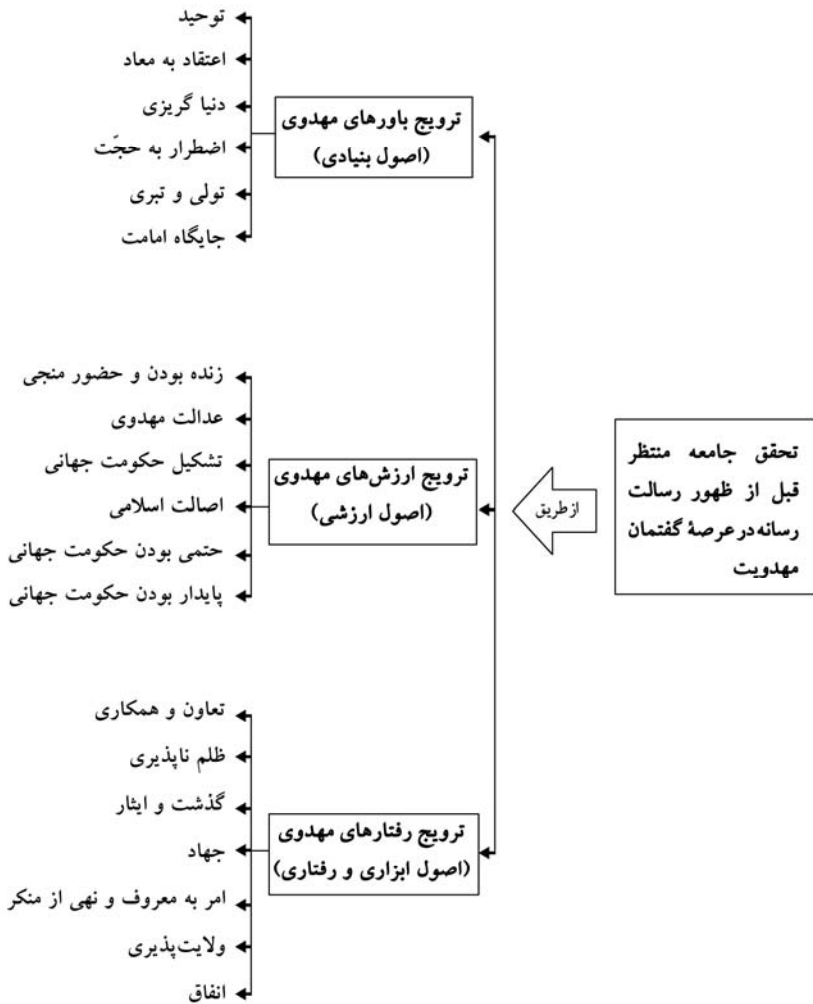 تحقق جامعه منتظر
قبل از ظهور رسالت
رسانه در عرصهٔ گفتمان
مهدویت
از طریق
ترویج باورهای مهدوی
(اصول بنیادی)
توحید
اعتقاد به معاد
دنیا گریزی
اضطرار به حجّت
تولی و تبری
جایگاه امامت
ترویج ارزش‌های مهدوی
(اصول ارزشی)
زنده بودن و حضور منجی
عدالت مهدوی
تشکیل حکومت جهانی
اصالت اسلامی
حتمی بودن حکومت جهانی
پایدار بودن حکومت جهانی
ترویج رفتارهای مهدوی
(اصول ابزاری و رفتاری)
تعاون و همکاری
ظلم ناپذیری
گذشت و ایثار
جهاد
امر به معروف و نهی از منکر
ولایت‌پذیری
انفاق